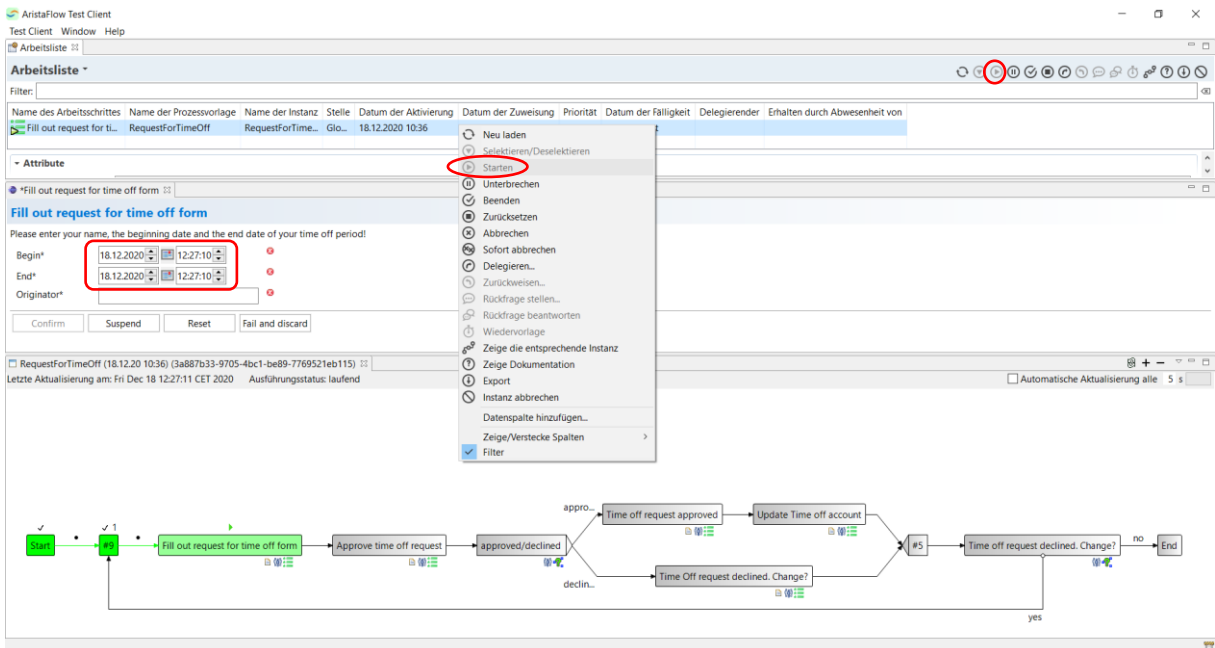 AristaFlow Test Client
Test Client Window Help
Arbeitsliste
Arbeitsliste
Filter:
Name des Arbeitsschrittes Name der Prozessvorlage Name der Instanz Stelle Datum der Aktivierung Datum der Zuweisung Priorität Datum der Fälligkeit Delegierender Erhalten durch Abwesenheit von
Fill out request for ti... RequestForTimeOff RequestForTime... Glo... 18.12.2020 10:36
Attribute
Neu laden
Selektieren/Deselektieren
Starten
Unterbrechen
Beenden
Zurücksetzen
Abbrechen
Sofort abbrechen
Delegieren...
Zurückweisen...
Rückfrage stellen...
Rückfrage beantworten
Wiedervorlage
Zeige die entsprechende Instanz
Zeige Dokumentation
Export
Instanz abbrechen
Datenspalte hinzufügen...
Zeige/Verstecke Spalten
Filter
*Fill out request for time off form
Fill out request for time off form
Please enter your name, the beginning date and the end date of your time off period!
Begin* 18.12.2020 12:27:10
End* 18.12.2020 12:27:10
Originator*
Confirm Suspend Reset Fail and discard
RequestForTimeOff (18.12.20 10:36) (3a887b33-9705-4bc1-be89-7769521eb115)
Letzte Aktualisierung am: Fri Dec 18 12:27:11 CET 2020 Ausführungsstatus: laufend
Automatische Aktualisierung alle 5 s
appro...
Time off request approved Update Time off account
1
Start #9 Fill out request for time off form Approve time off request approved/declined #5 Time off request declined. Change? no End
declin...
Time Off request declined. Change?
yes